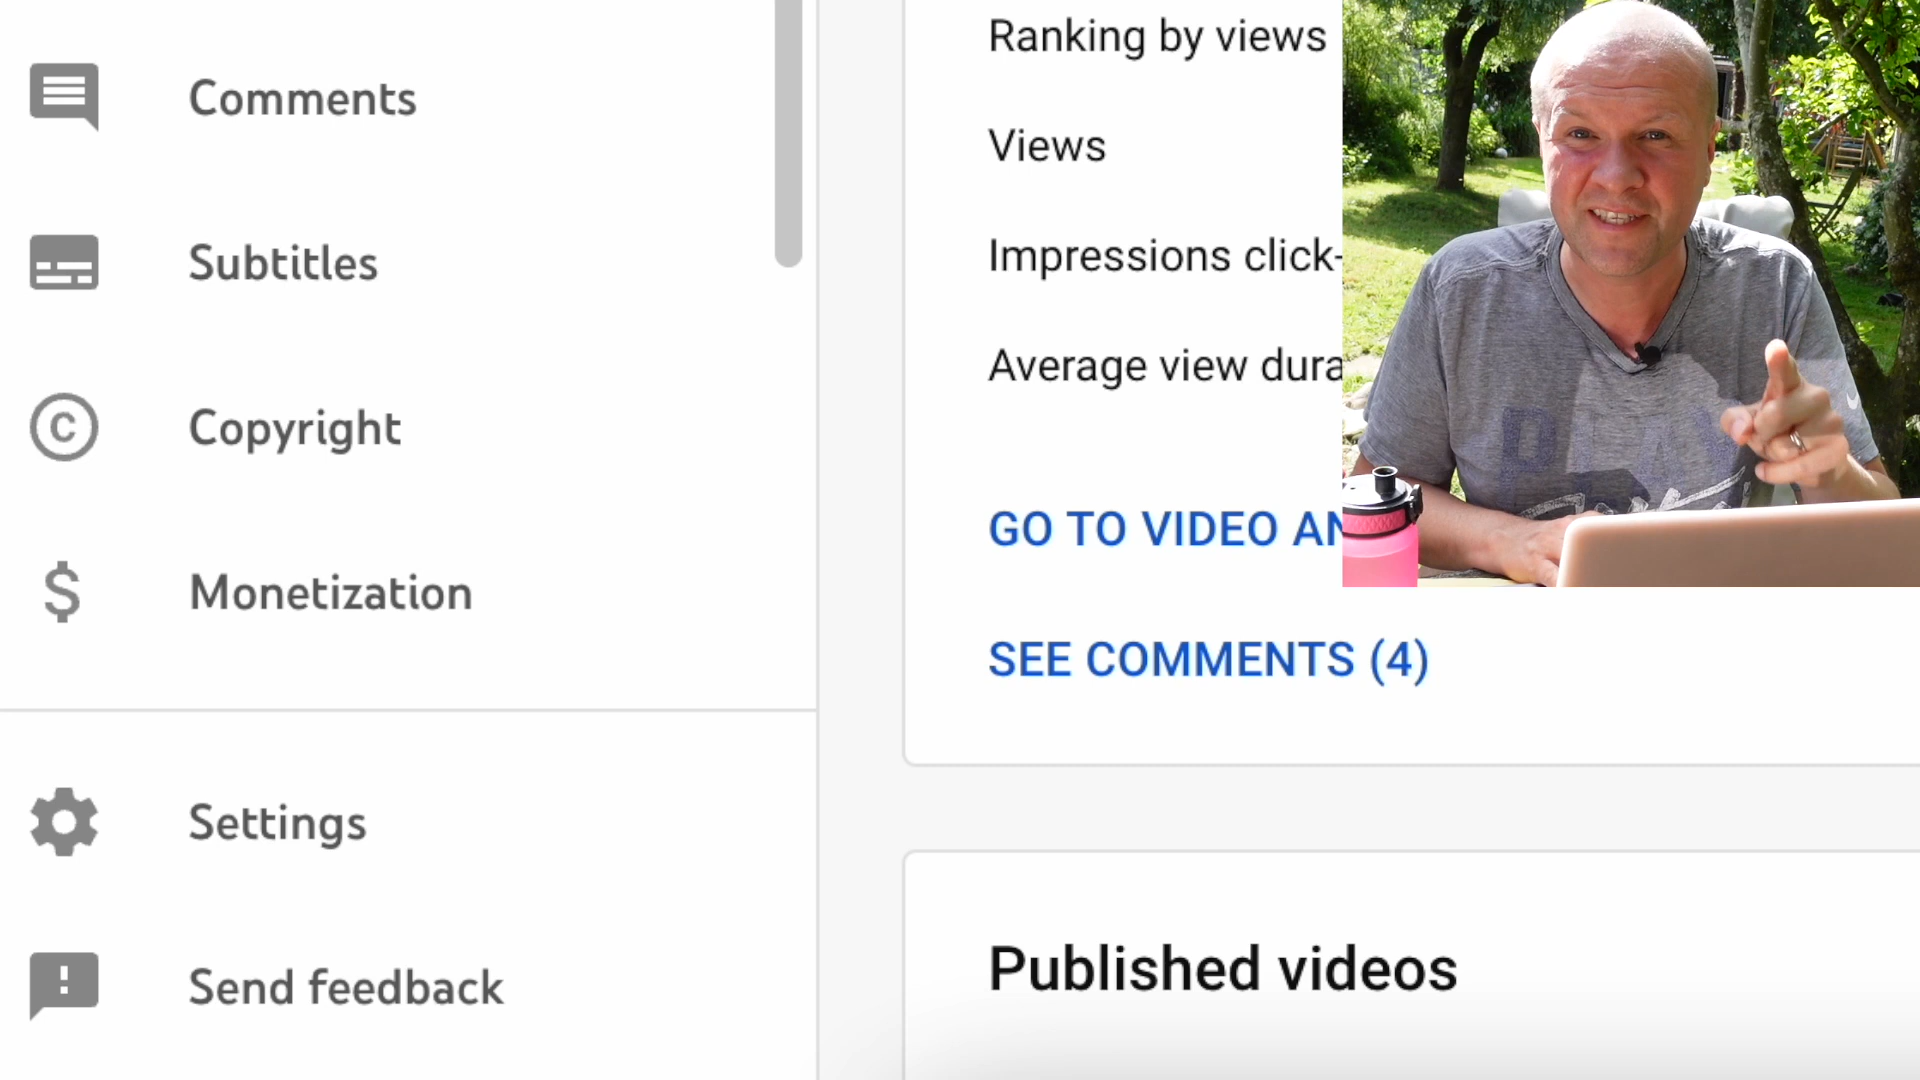 Comments
Subtitles
Copyright
Monetization
Settings
Send feedback
Ranking by views
Views
Impressions click-
Average view dura
GO TO VIDEO AN
SEE COMMENTS (4)
Published videos
PLAY